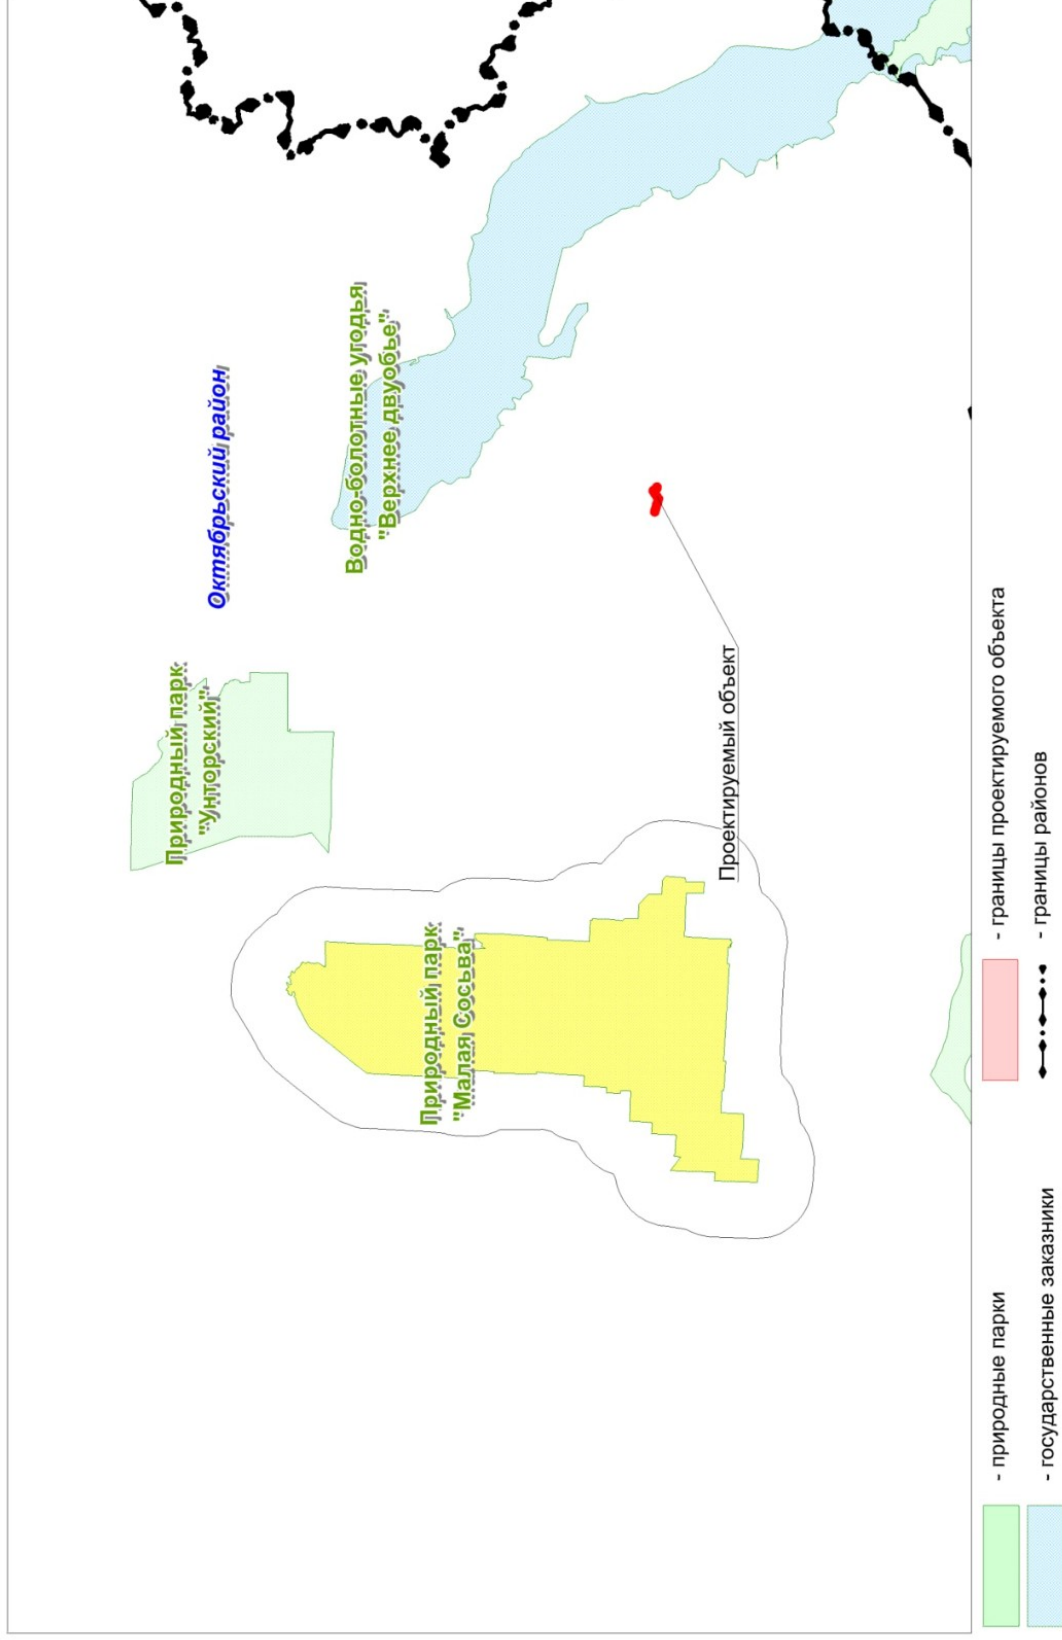 Октябрьский район
Природный парк
"Унторский"
Водно-болотные угодья
"Верхнее двуобье"
Природный парк
"Малая Сосьва"
Проектируемый объект
- природные парки
- границы проектируемого объекта
- государственные заказники
- границы районов